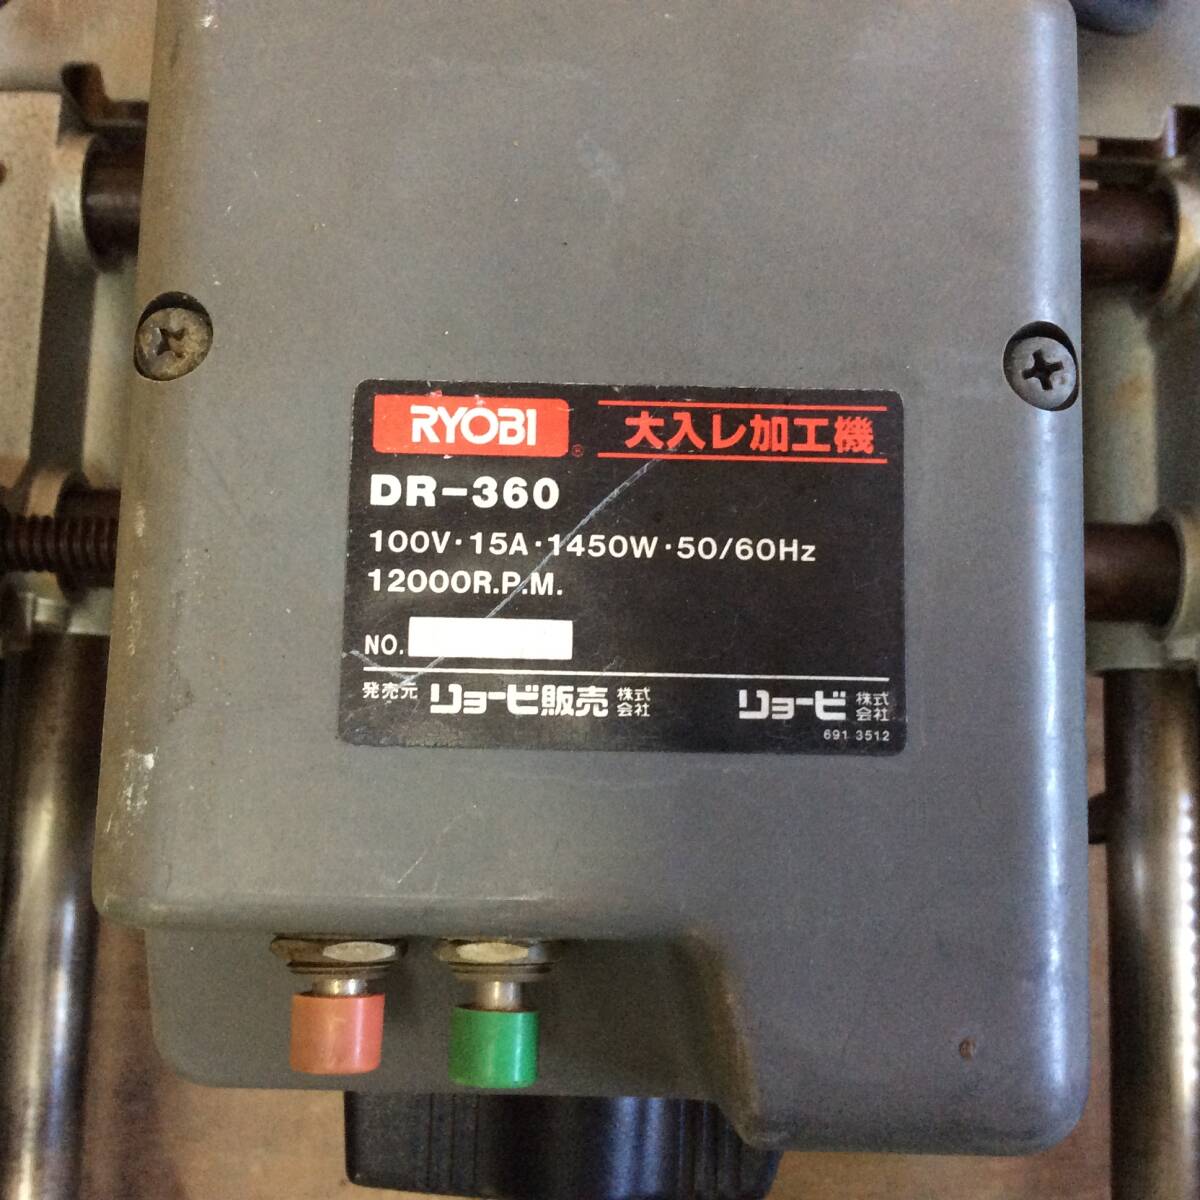 RYOBI® 大入レ加工機
DR-360
100V・15A・1450W・50/60Hz
12000R.P.M.
NO.
発売元 リョービ販売 株式会社 リョービ 株式会社
691 3512